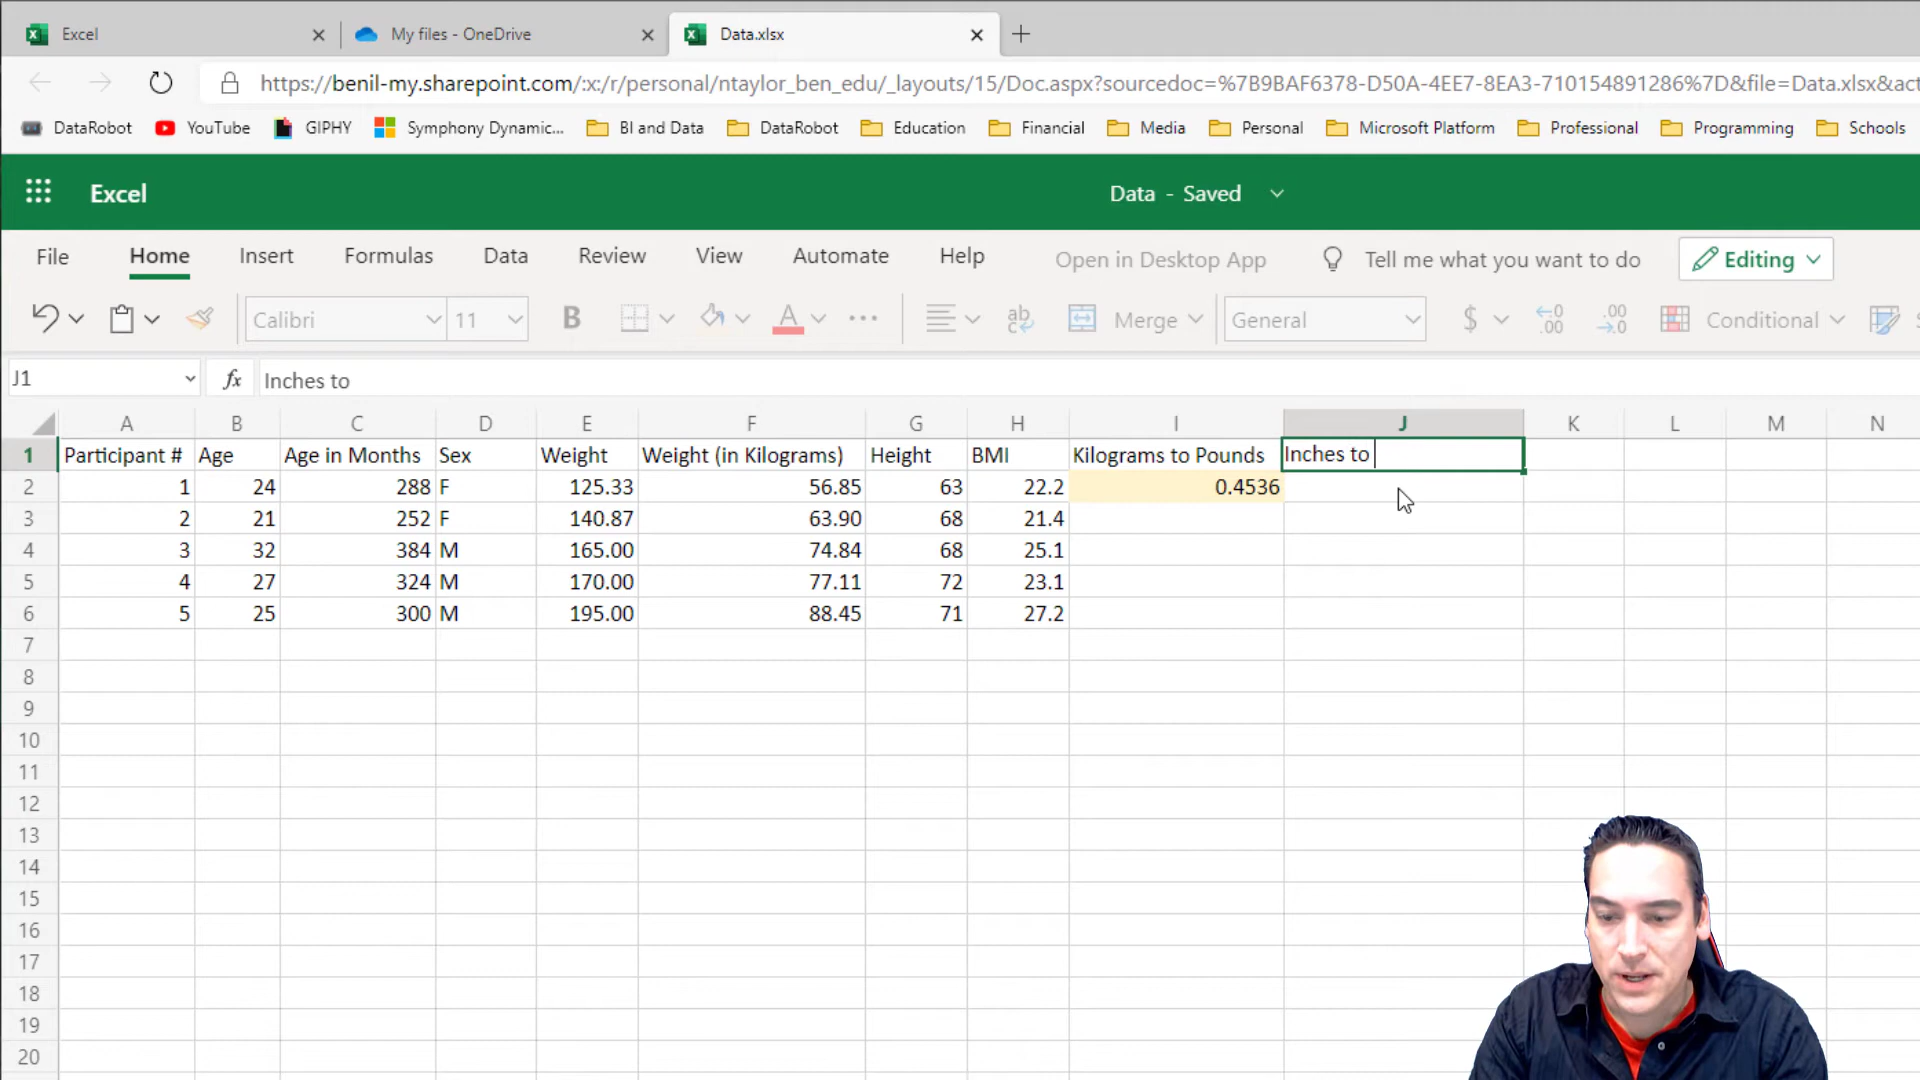 Excel My files - OneDrive Data.xlsx
https://benil-my.sharepoint.com/:x:/r/personal/ntaylor_ben_edu/_layouts/15/Doc.aspx?sourcedoc=%7B9BAF6378-D50A-4EE7-8EA3-710154891286%7D&file=Data.xlsx&act
DataRobot YouTube GIPHY Symphony Dynamic... BI and Data DataRobot Education Financial Media Personal Microsoft Platform Professional Programming Schools
Excel Data - Saved
File Home Insert Formulas Data Review View Automate Help Open in Desktop App Tell me what you want to do Editing
Calibri 11 B A ... ab Merge General $ .00 .00 Conditional
J1 fx Inches to
A B C D E F G H I J K L M N
1 Participant # Age Age in Months Sex Weight Weight (in Kilograms) Height BMI Kilograms to Pounds Inches to
2 1 24 288 F 125.33 56.85 63 22.2 0.4536
3 2 21 252 F 140.87 63.90 68 21.4
4 3 32 384 M 165.00 74.84 68 25.1
5 4 27 324 M 170.00 77.11 72 23.1
6 5 25 300 M 195.00 88.45 71 27.2
7
8
9
10
11
12
13
14
15
16
17
18
19
20